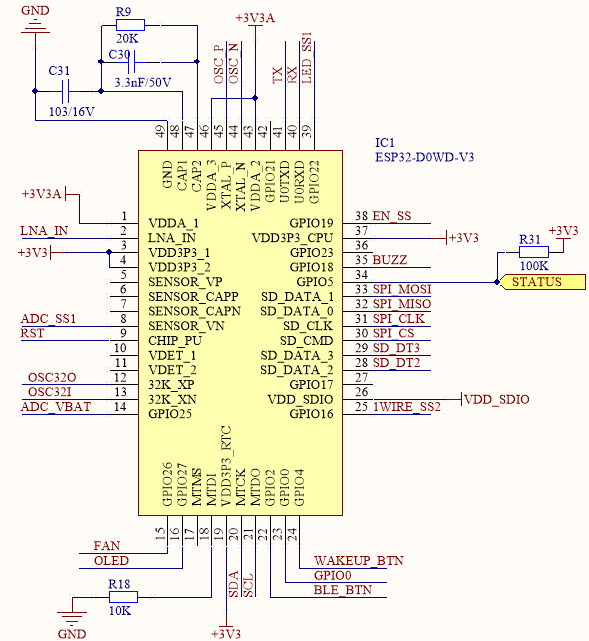 GND
R9
20K
C30
3.3nF/50V
C31
103/16V
+3V3A
OSC_P
OSC_N
TX
RX
LED_SS1
49 48 47 46 45 44 43 42 41 40 39
GND CAP1 CAP2 VDDA_3 XTAL_P XTAL_N VDDA_2 GPIO21 U0TXD U0RXD GPIO22
IC1
ESP32-D0WD-V3
+3V3A
LNA_IN
+3V3
ADC_SS1
RST
OSC32O
OSC32I
ADC_VBAT
1 VDDA_1
2 LNA_IN
3 VDD3P3_1
4 VDD3P3_2
5 SENSOR_VP
6 SENSOR_CAPP
7 SENSOR_CAPN
8 SENSOR_VN
9 CHIP_PU
10 VDET_1
11 VDET_2
12 32K_XP
13 32K_XN
14 GPIO25
GPIO19 38 EN_SS
VDD3P3_CPU 37 +3V3
GPIO23 36
GPIO18 35 BUZZ
GPIO5 34
SD_DATA_1 33 SPI_MOSI
SD_DATA_0 32 SPI_MISO
SD_CLK 31 SPI_CLK
SD_CMD 30 SPI_CS
SD_DATA_3 29 SD_DT3
SD_DATA_2 28 SD_DT2
GPIO17 27
VDD_SDIO 26 VDD_SDIO
GPIO16 25 1WIRE_SS2
R31
100K
+3V3
STATUS
GPIO26 GPIO27 MTMS MTDI VDD3P3_RTC MTCK MTDO GPIO2 GPIO0 GPIO4
15 16 17 18 19 20 21 22 23 24
FAN
OLED
R18
10K
GND
SDA
SCL
+3V3
WAKEUP_BTN
GPIO0
BLE_BTN